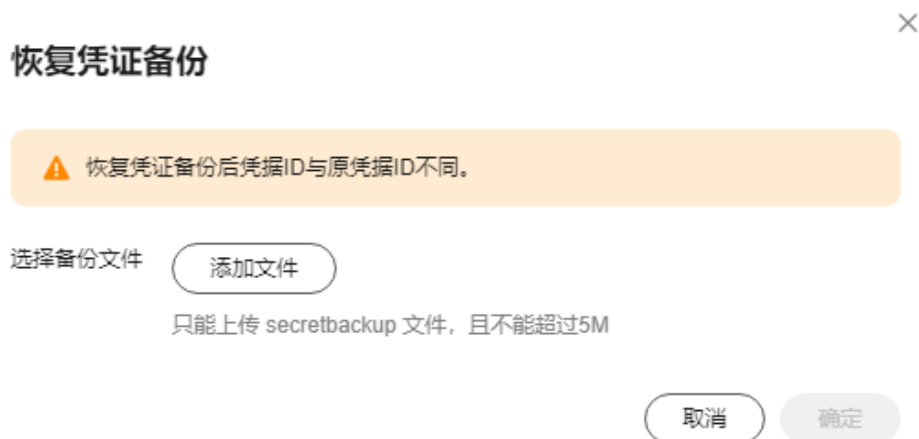 恢复凭证备份
恢复凭证备份后凭据ID与原凭据ID不同。
选择备份文件
添加文件
只能上传 secretbackup 文件，且不能超过5M
取消
确定